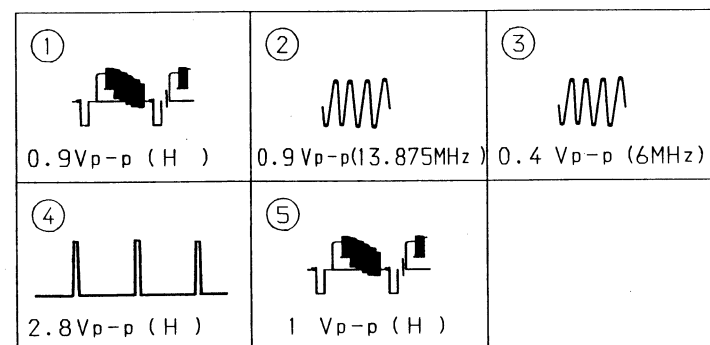 ① ② ③
0.9Vp-p (H ) 0.9Vp-p(13.875MHz) 0.4 Vp-p (6MHz)
④ ⑤
2.8Vp-p (H ) 1 Vp-p (H )